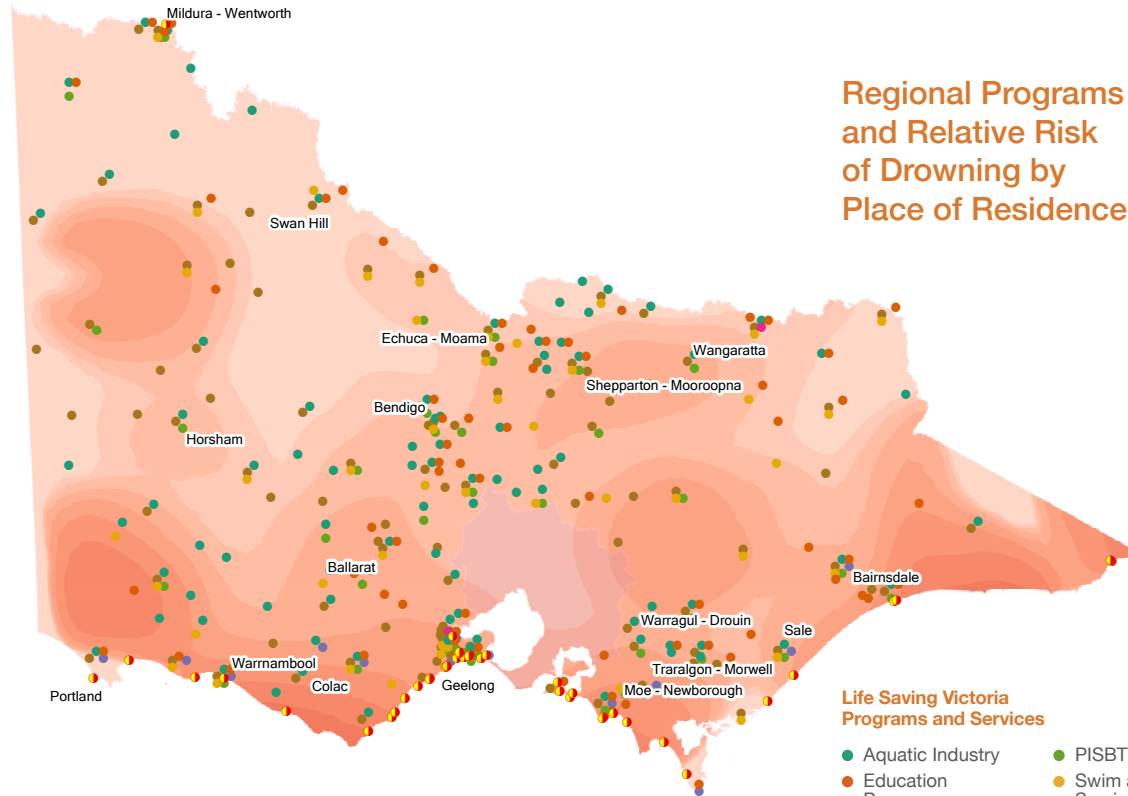 Mildura - Wentworth
Regional Programs
and Relative Risk
of Drowning by
Place of Residence
Swan Hill
Echuca - Moama
Wangaratta
Shepparton - Mooroopna
Bendigo
Horsham
Ballarat
Bairnsdale
Warragul - Drouin
Sale
Warrnambool
Traralgon - Morwell
Colac
Geelong
Moe - Newborough
Portland
Life Saving Victoria
Programs and Services
Aquatic Industry
PISBT
Education
Swim a